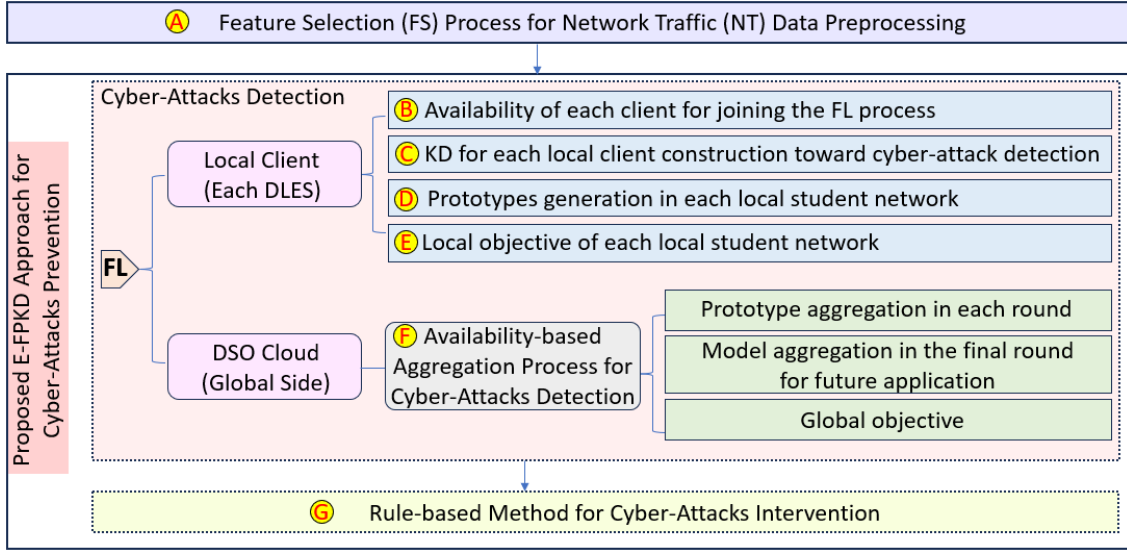 A Feature Selection (FS) Process for Network Traffic (NT) Data Preprocessing
Proposed E-FPKD Approach for
Cyber-Attacks Prevention
Cyber-Attacks Detection
FL
Local Client
(Each DLES)
B Availability of each client for joining the FL process
C KD for each local client construction toward cyber-attack detection
D Prototypes generation in each local student network
E Local objective of each local student network
DSO Cloud
(Global Side)
F Availability-based
Aggregation Process for
Cyber-Attacks Detection
Prototype aggregation in each round
Model aggregation in the final round
for future application
Global objective
G Rule-based Method for Cyber-Attacks Intervention